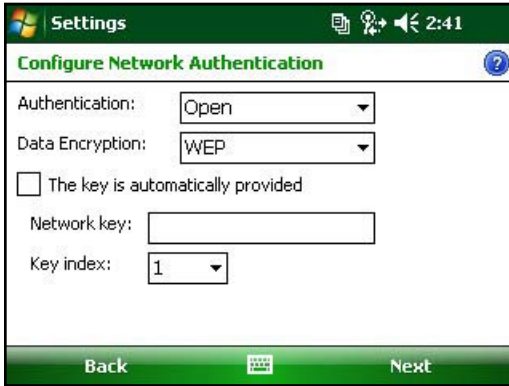 Settings 2:41
Configure Network Authentication ?
Authentication: Open
Data Encryption: WEP
The key is automatically provided
Network key:
Key index: 1
Back Next